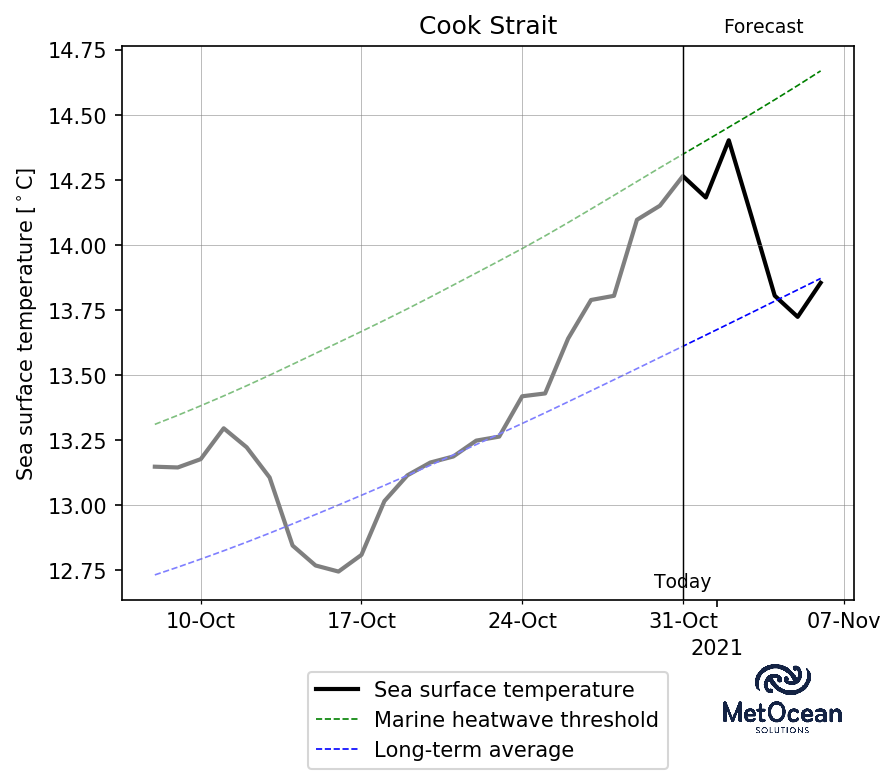 Cook Strait
Forecast
14.75
14.50
14.25
14.00
13.75
13.50
13.25
13.00
12.75
Sea surface temperature [°C]
Today
10-Oct 17-Oct 24-Oct 31-Oct 07-Nov
2021
Sea surface temperature
Marine heatwave threshold
Long-term average
MetOcean
SOLUTIONS